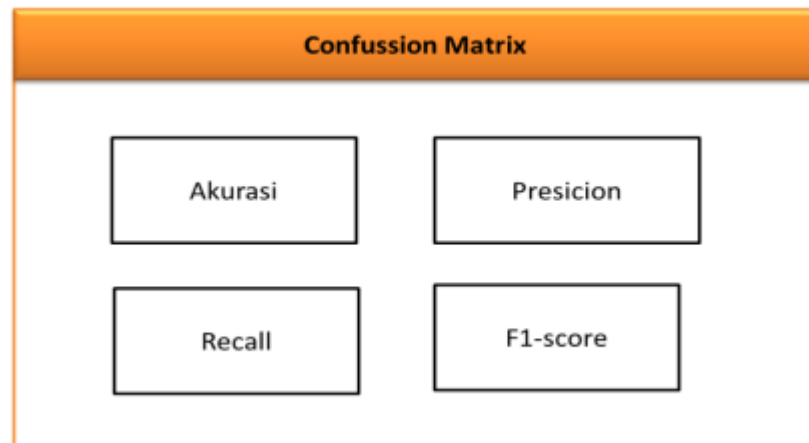 Confussion Matrix
Akurasi
Presicion
Recall
F1-score